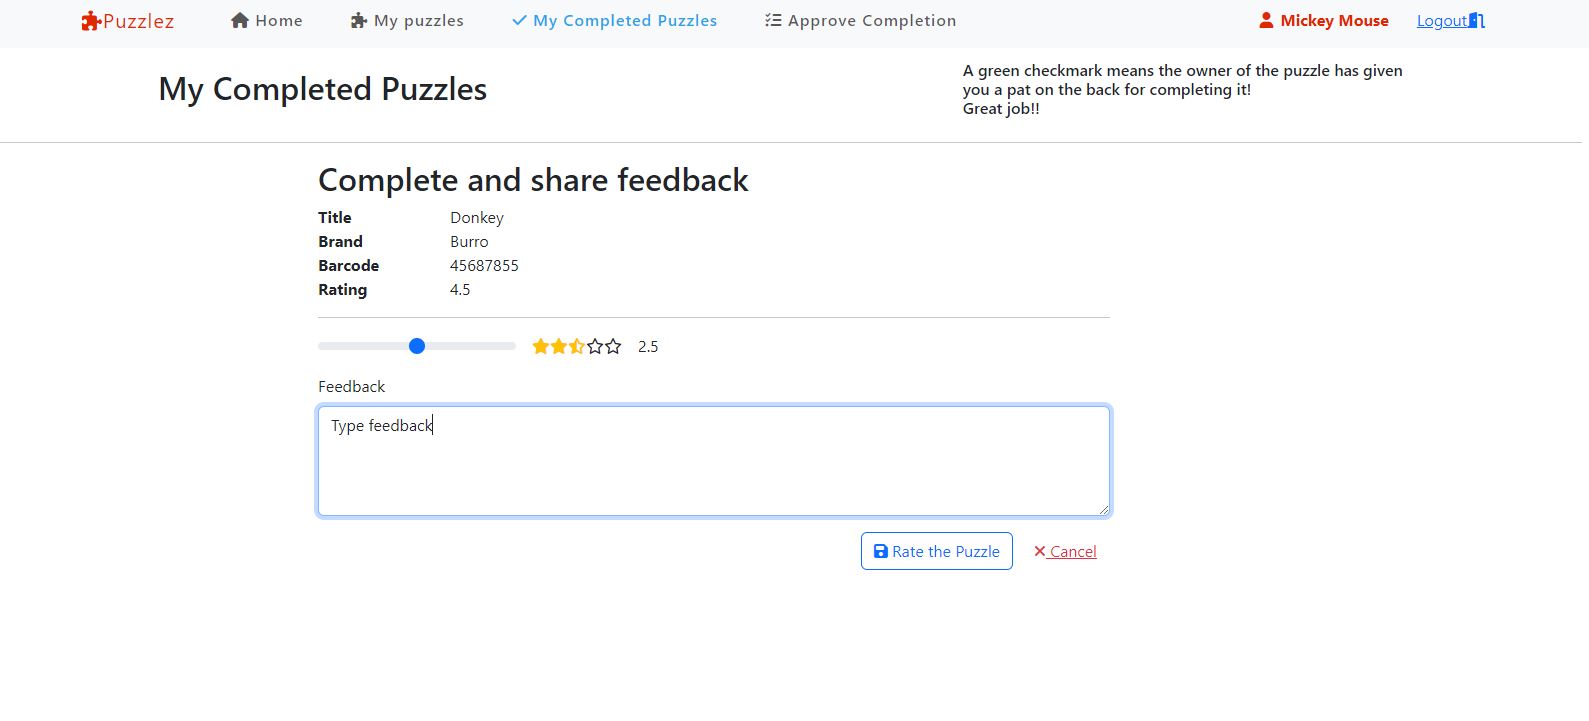 Puzzlez Home My puzzles My Completed Puzzles Approve Completion Mickey Mouse Logout
My Completed Puzzles
A green checkmark means the owner of the puzzle has given
you a pat on the back for completing it!
Great job!!
Complete and share feedback
Title Donkey
Brand Burro
Barcode 45687855
Rating 4.5
2.5
Feedback
Type feedback
Rate the Puzzle Cancel